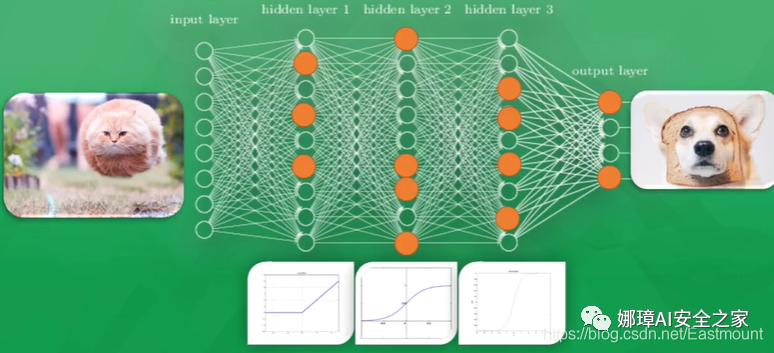 input layer
hidden layer 1
hidden layer 2
hidden layer 3
output layer
娜璋AI安全之家
https://blog.csdn.net/Eastmount